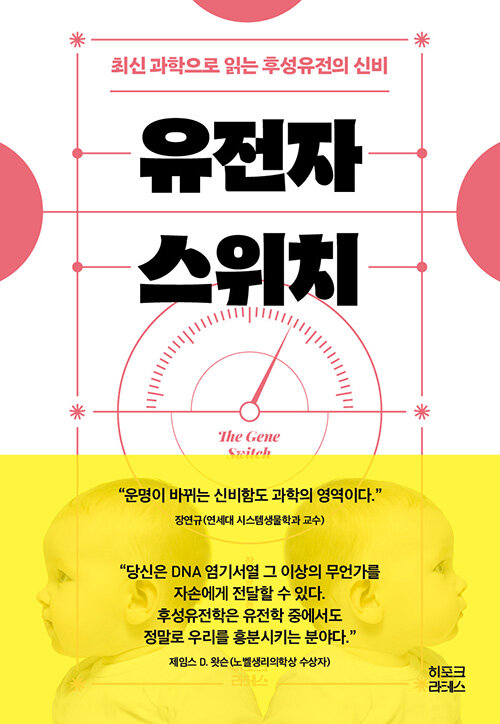 최신 과학으로 읽는 후성유전의 신비
유전자
스위치
The Gene
Switch
“운명이 바뀌는 신비함도 과학의 영역이다.”
장연규(연세대 시스템생물학과 교수)
“당신은 DNA 염기서열 그 이상의 무언가를
자손에게 전달할 수 있다.
후성유전학은 유전학 중에서도
정말로 우리를 흥분시키는 분야다.”
제임스 D. 왓슨(노벨생리의학상 수상자)
히포크
라테스
라테스